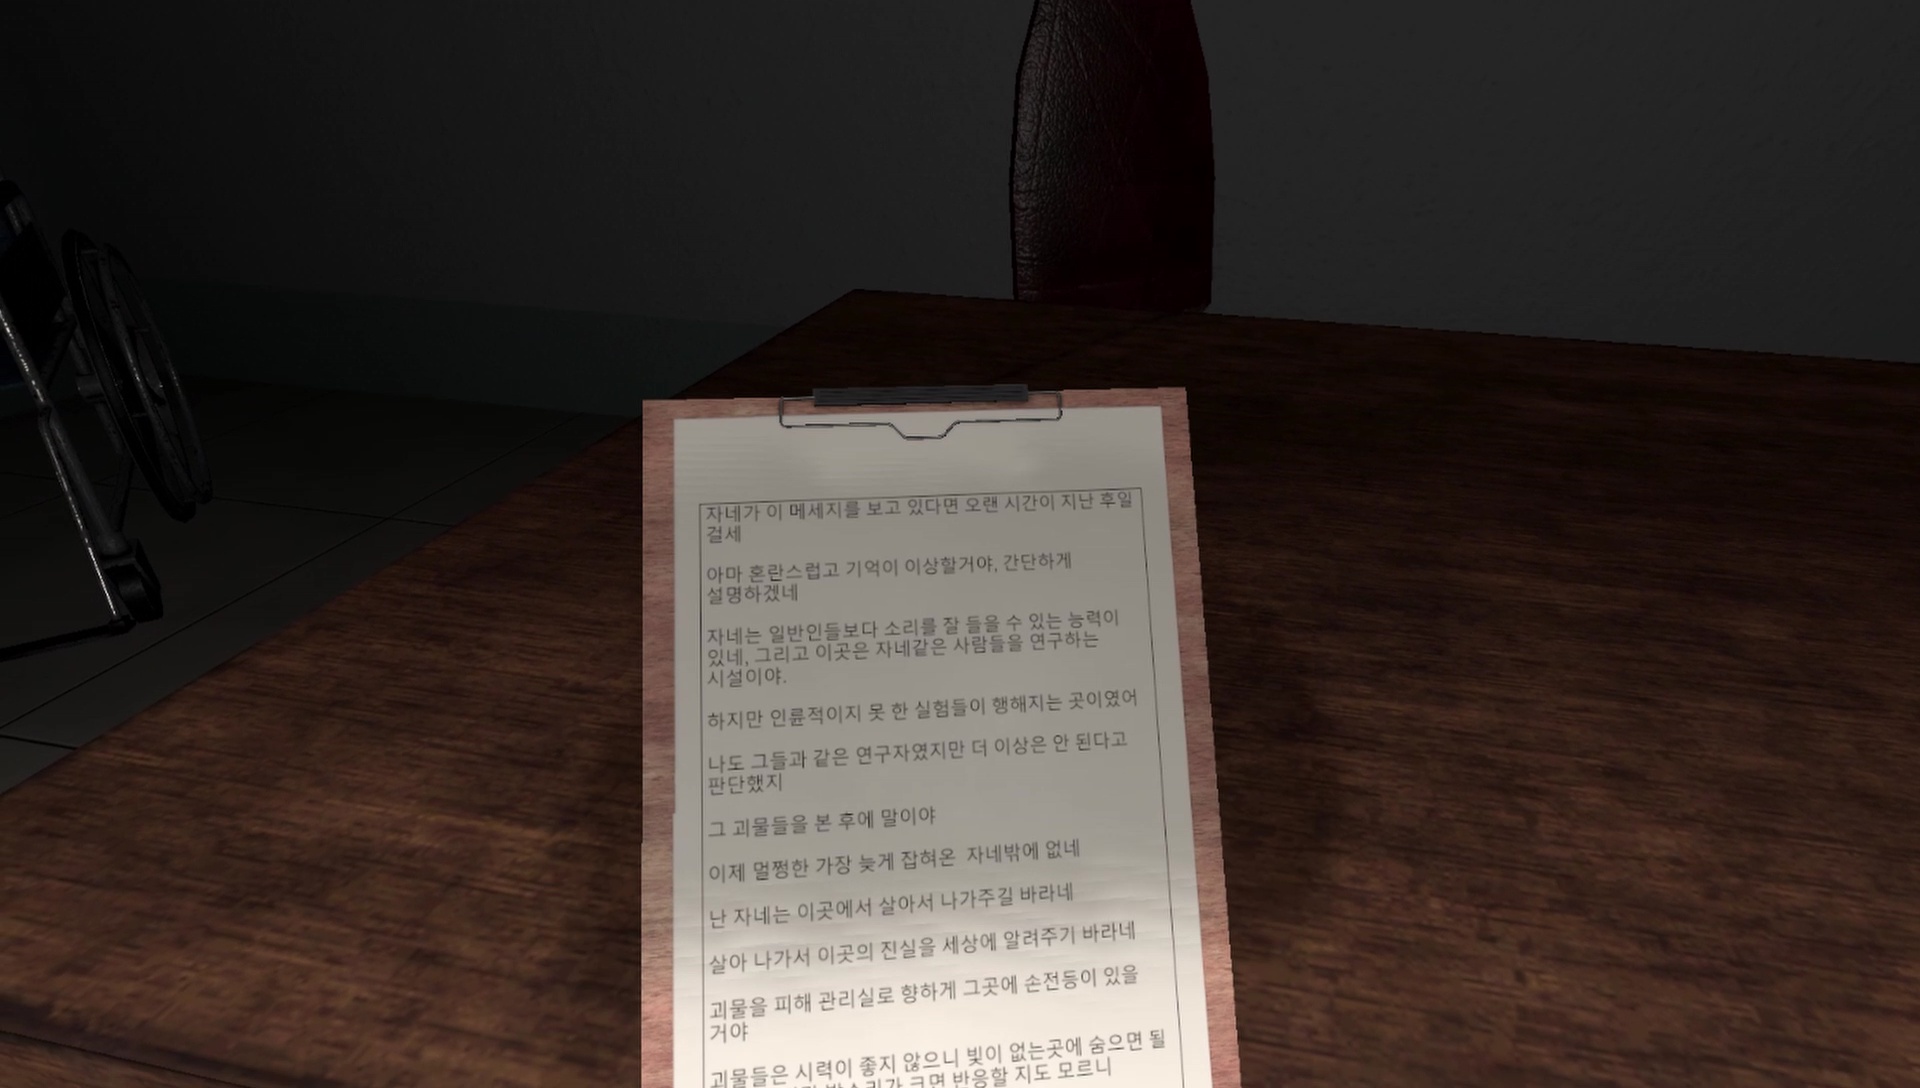 자네가 이 메세지를 보고 있다면 오랜 시간이 지난 후일
걸세
아마 혼란스럽고 기억이 이상할거야, 간단하게
설명하겠네
자네는 일반인들보다 소리를 잘 들을 수 있는 능력이
있네, 그리고 이곳은 자네같은 사람들을 연구하는
시설이야.
하지만 인륜적이지 못 한 실험들이 행해지는 곳이였어
나도 그들과 같은 연구자였지만 더 이상은 안 된다고
판단했지
그 괴물들을 본 후에 말이야
이제 멀쩡한 가장 늦게 잡혀온 자네밖에 없네
난 자네는 이곳에서 살아서 나가주길 바라네
살아 나가서 이곳의 진실을 세상에 알려주기 바라네
괴물을 피해 관리실로 향하게 그곳에 손전등이 있을
거야
괴물들은 시력이 좋지 않으니 빛이 없는곳에 숨으면 될
발소리가 크면 반응할 지도 모르니